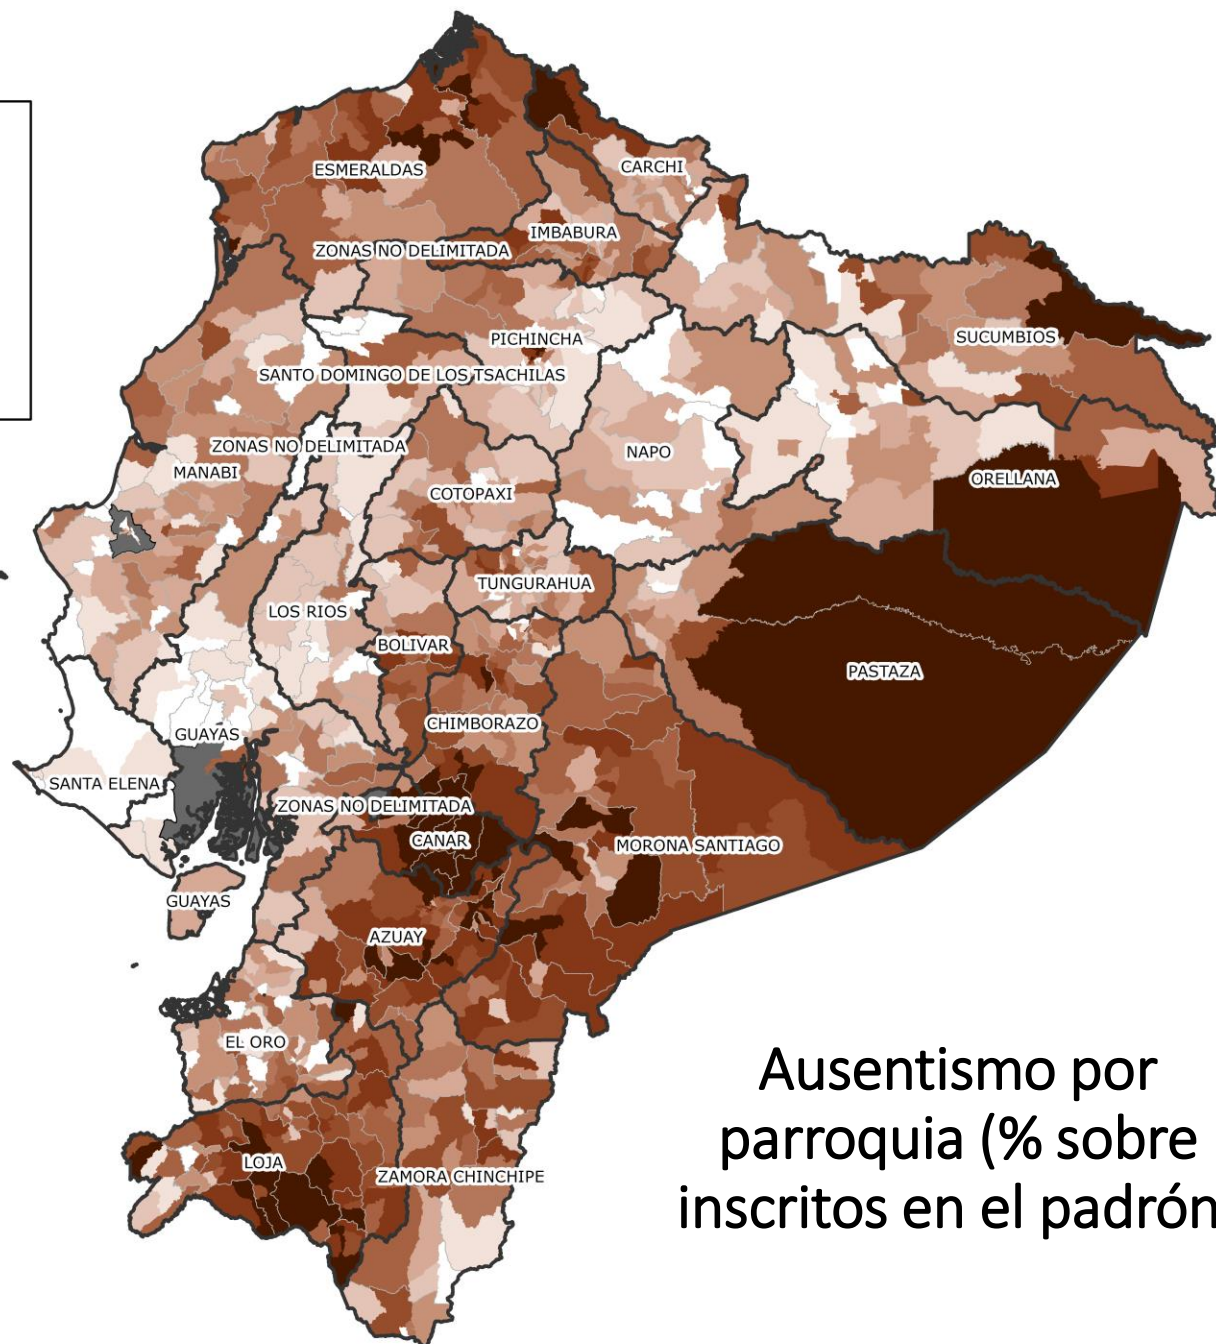 ESMERALDAS
CARCHI
IMBABURA
ZONAS NO DELIMITADA
PICHINCHA
SUCUMBIOS
SANTO DOMINGO DE LOS TSACHILAS
ZONAS NO DELIMITADA
NAPO
MANABI
ORELLANA
COTOPAXI
TUNGURAHUA
LOS RIOS
BOLIVAR
PASTAZA
CHIMBORAZO
GUAYAS
SANTA ELENA
ZONAS NO DELIMITADA
CANAR
MORONA SANTIAGO
GUAYAS
AZUAY
EL ORO
LOJA
ZAMORA CHINCHIPE
Ausentismo por
parroquia (% sobre
inscritos en el padrón